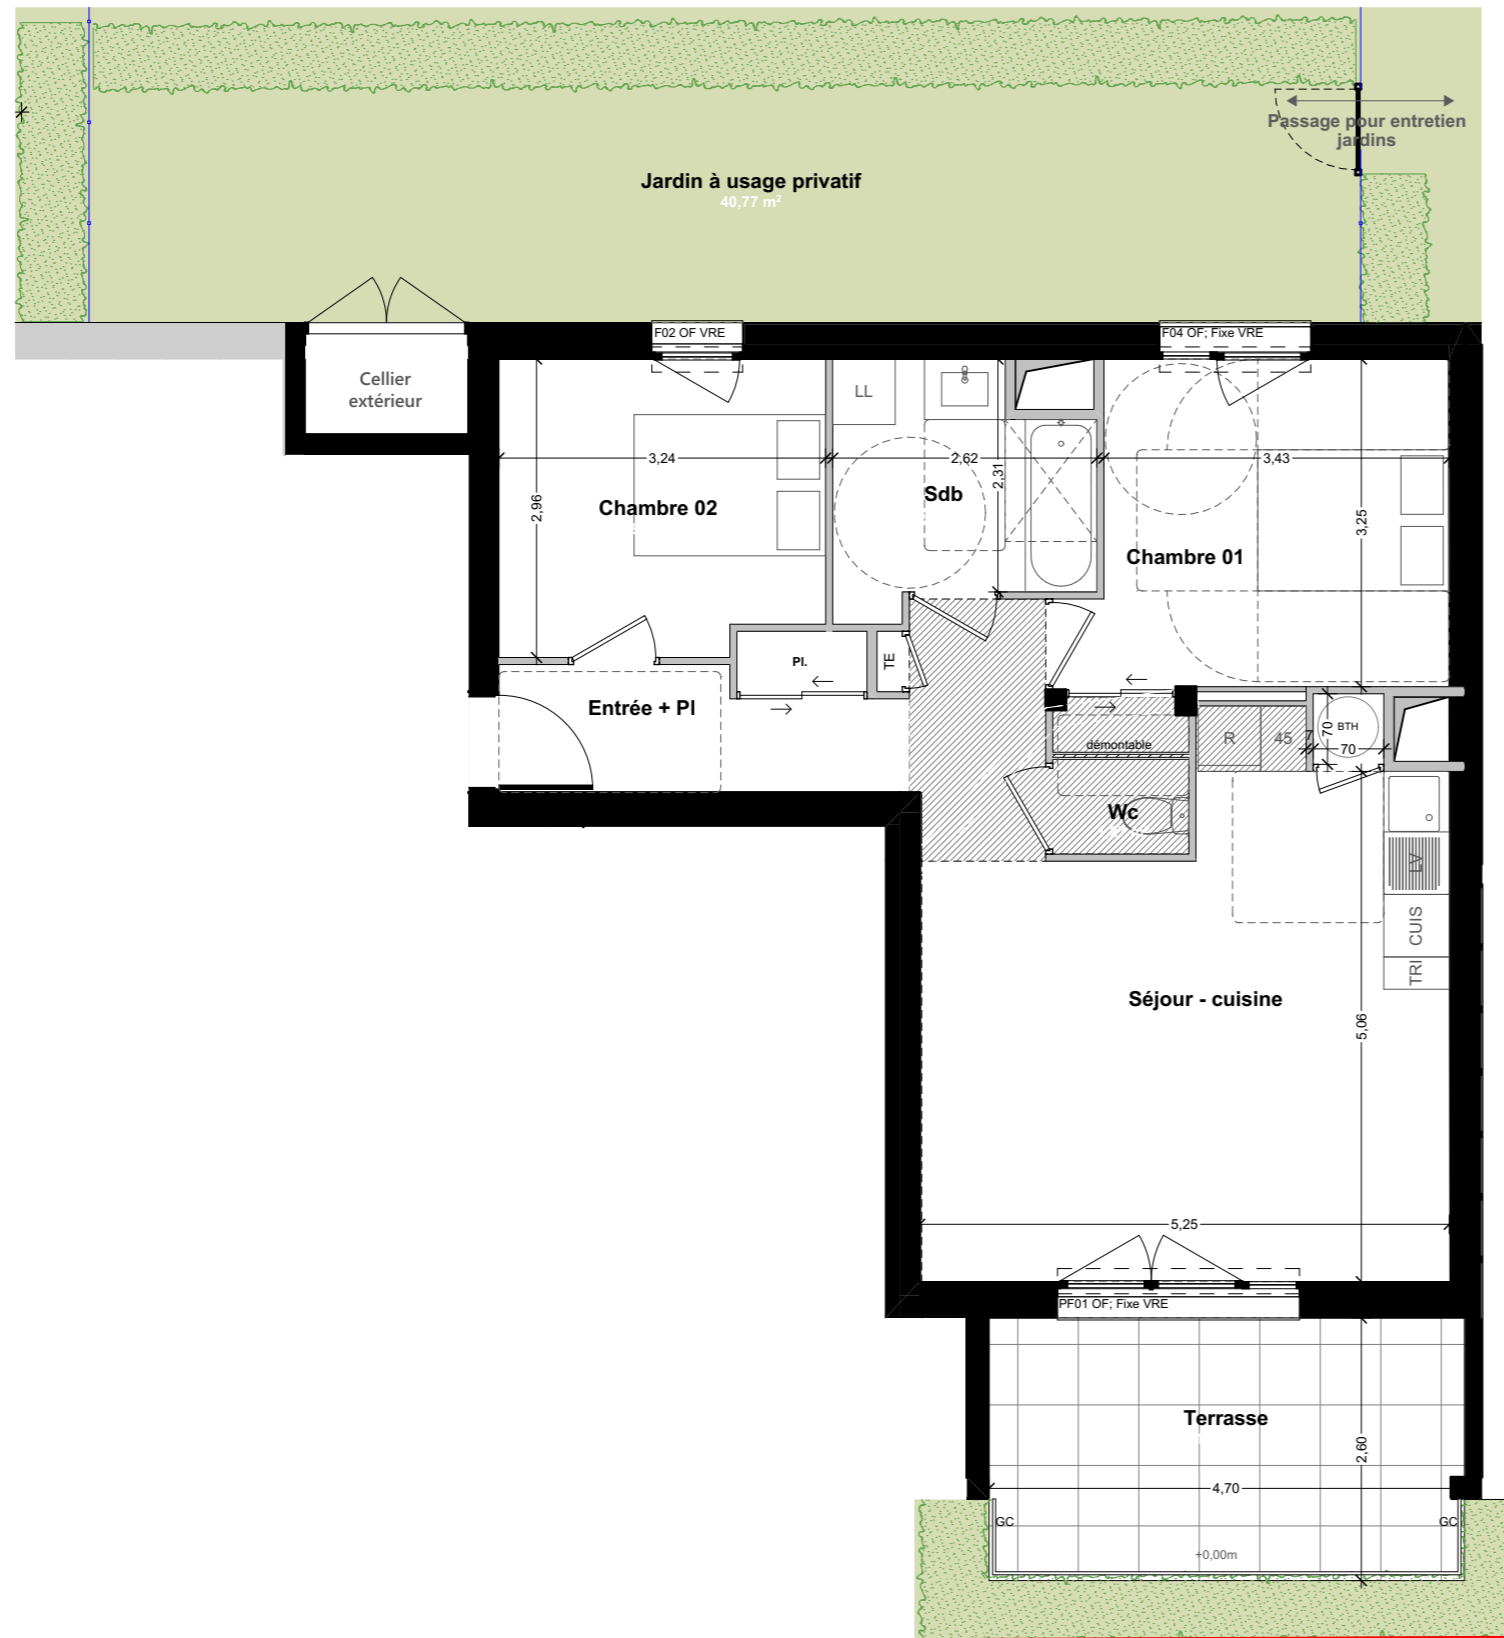 Passage pour entretien
jardins
Jardin à usage privatif
40,77 m²
F02 OF VRE
F04 OF; Fixe VRE
Cellier
extérieur
LL
3,24
2,62
3,43
2,31
2,96
3,25
Chambre 02
Sdb
Chambre 01
Pl.
TE
Entrée + Pl
démontable
R
45
7
70
BTH
70
Wc
LV
CUIS
TRI
Séjour - cuisine
5,06
5,25
PF01 OF; Fixe VRE
Terrasse
2,60
4,70
GC
GC
+0,00m